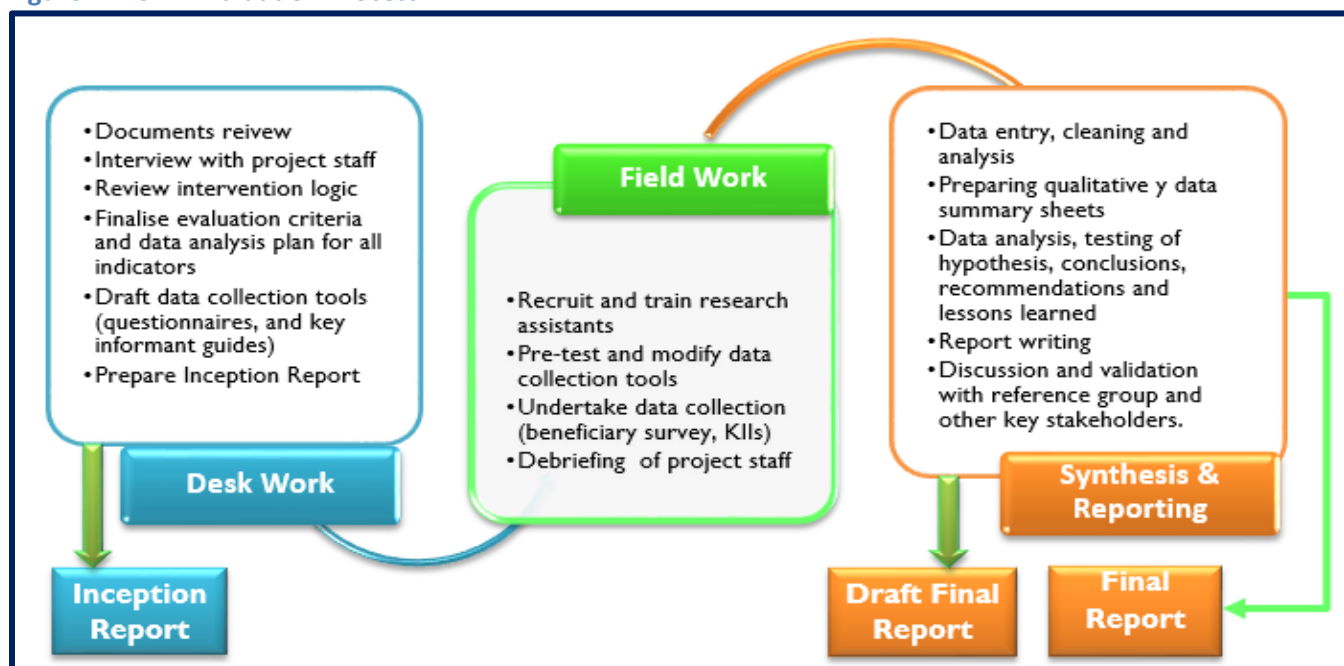 •Documents reivew
•Interview with project staff
•Review intervention logic
•Finalise evaluation criteria
and data analysis plan for all
indicators
•Draft data collection tools
(questionnaires, and key
informant guides)
•Prepare Inception Report
Desk Work
Inception
Report
Field Work
•Recruit and train research
assistants
•Pre-test and modify data
collection tools
•Undertake data collection
(beneficiary survey, KIIs)
•Debriefing of project staff
•Data entry, cleaning and
analysis
•Preparing qualitative y data
summary sheets
•Data analysis, testing of
hypothesis, conclusions,
recommendations and
lessons learned
•Report writing
•Discussion and validation
with reference group and
other key stakeholders.
Synthesis &
Reporting
Draft Final
Report
Final
Report